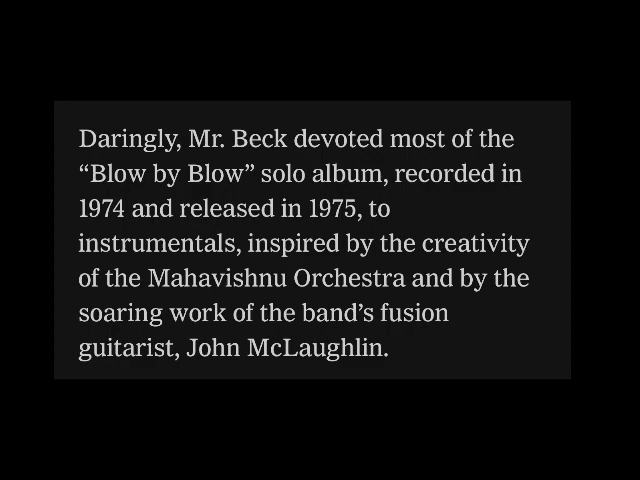 Daringly, Mr. Beck devoted most of the
“Blow by Blow” solo album, recorded in
1974 and released in 1975, to
instrumentals, inspired by the creativity
of the Mahavishnu Orchestra and by the
soaring work of the band’s fusion
guitarist, John McLaughlin.